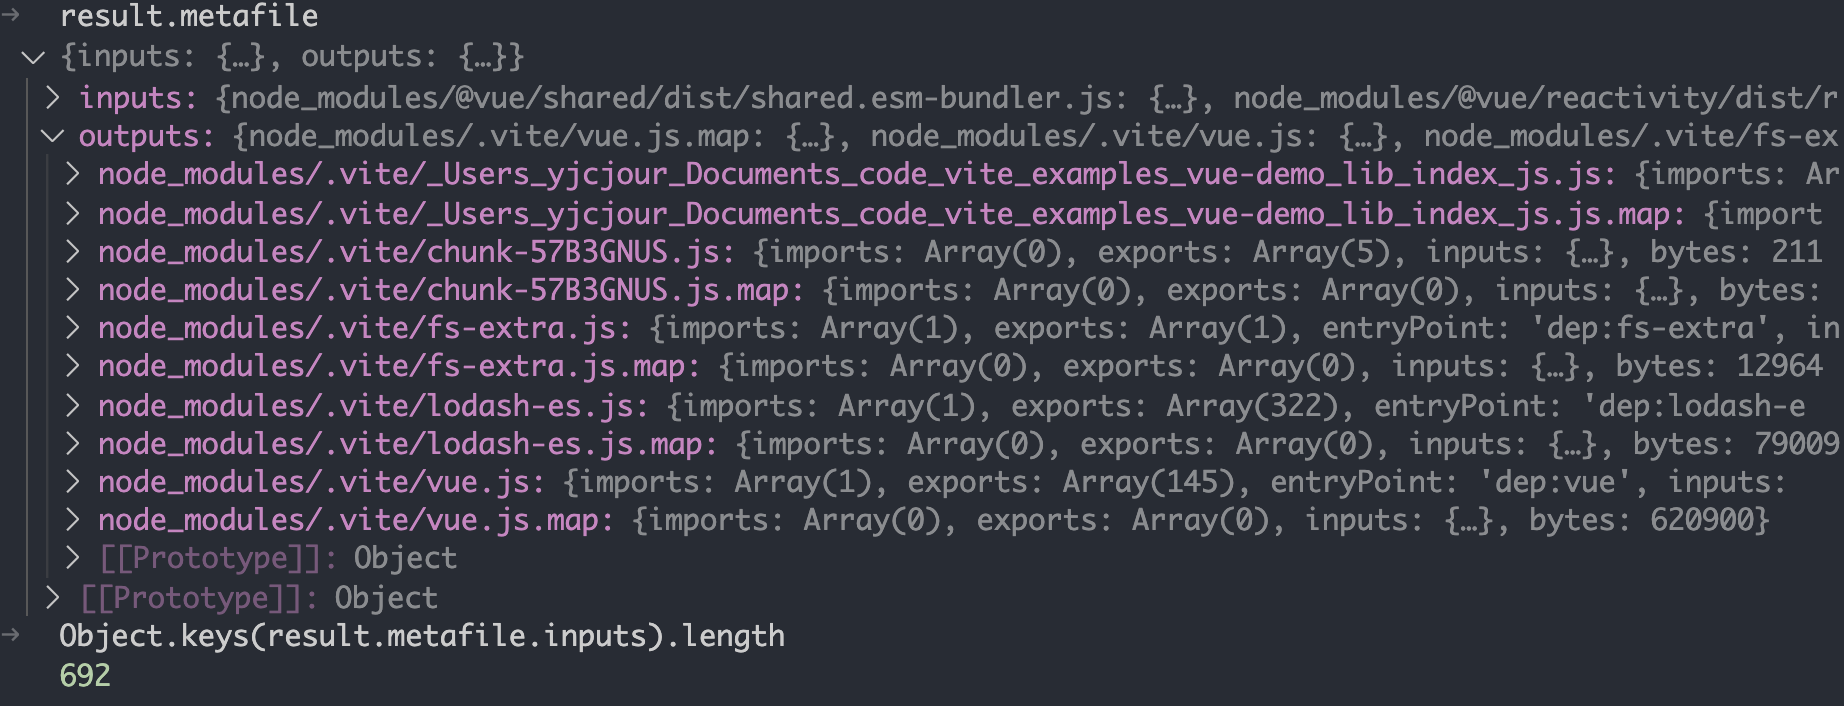 result.metafile
{inputs: {…}, outputs: {…}}
inputs: {node_modules/@vue/shared/dist/shared.esm-bundler.js: {…}, node_modules/@vue/reactivity/dist/r
outputs: {node_modules/.vite/vue.js.map: {…}, node_modules/.vite/vue.js: {…}, node_modules/.vite/fs-ex
node_modules/.vite/_Users_yjcjour_Documents_code_vite_examples_vue-demo_lib_index_js.js: {imports: Ar
node_modules/.vite/_Users_yjcjour_Documents_code_vite_examples_vue-demo_lib_index_js.js.map: {import
node_modules/.vite/chunk-57B3GNUS.js: {imports: Array(0), exports: Array(5), inputs: {…}, bytes: 211
node_modules/.vite/chunk-57B3GNUS.js.map: {imports: Array(0), exports: Array(0), inputs: {…}, bytes:
node_modules/.vite/fs-extra.js: {imports: Array(1), exports: Array(1), entryPoint: 'dep:fs-extra', in
node_modules/.vite/fs-extra.js.map: {imports: Array(0), exports: Array(0), inputs: {…}, bytes: 12964
node_modules/.vite/lodash-es.js: {imports: Array(1), exports: Array(322), entryPoint: 'dep:lodash-e
node_modules/.vite/lodash-es.js.map: {imports: Array(0), exports: Array(0), inputs: {…}, bytes: 79009
node_modules/.vite/vue.js: {imports: Array(1), exports: Array(145), entryPoint: 'dep:vue', inputs:
node_modules/.vite/vue.js.map: {imports: Array(0), exports: Array(0), inputs: {…}, bytes: 620900}
[[Prototype]]: Object
[[Prototype]]: Object
Object.keys(result.metafile.inputs).length
692